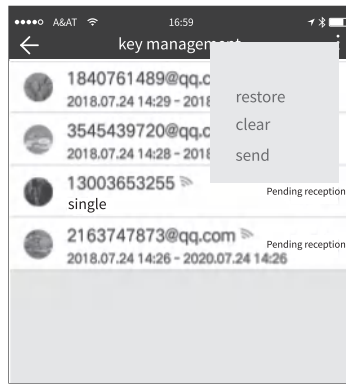 A&AT 16:59
key management
1840761489@qq.c
2018.07.24 14:29 - 2018
3545439720@qq.c
2018.07.24 14:28 - 2018
restore
clear
send
13003653255
single
Pending reception
2163747873@qq.com
Pending reception
2018.07.24 14:26 - 2020.07.24 14:26